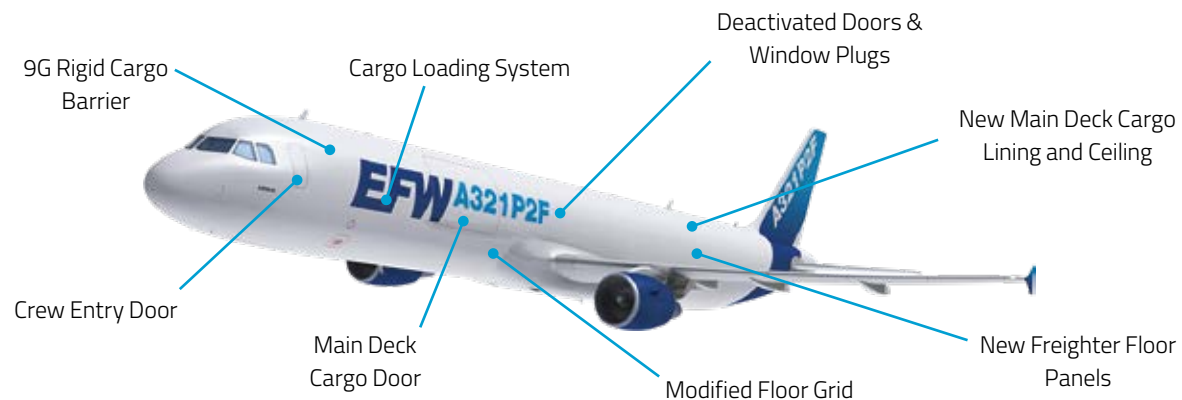 Deactivated Doors &
Window Plugs
9G Rigid Cargo
Barrier
Cargo Loading System
New Main Deck Cargo
Lining and Ceiling
A321P2F
EFW A321P2F
Crew Entry Door
Main Deck
Cargo Door
Modified Floor Grid
New Freighter Floor
Panels